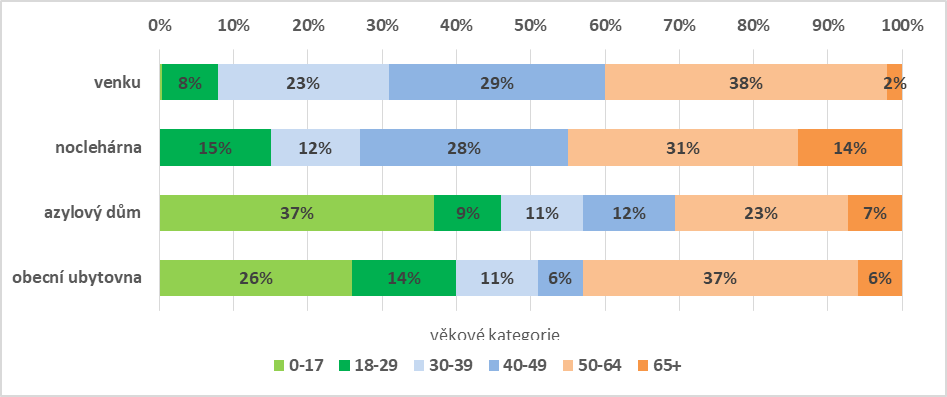 0% 10% 20% 30% 40% 50% 60% 70% 80% 90% 100%
venku 8% 23% 29% 38% 2%
noclehárna 15% 12% 28% 31% 14%
azylový dům 37% 9% 11% 12% 23% 7%
obecní ubytovna 26% 14% 11% 6% 37% 6%
věkové kategorie
0-17 18-29 30-39 40-49 50-64 65+